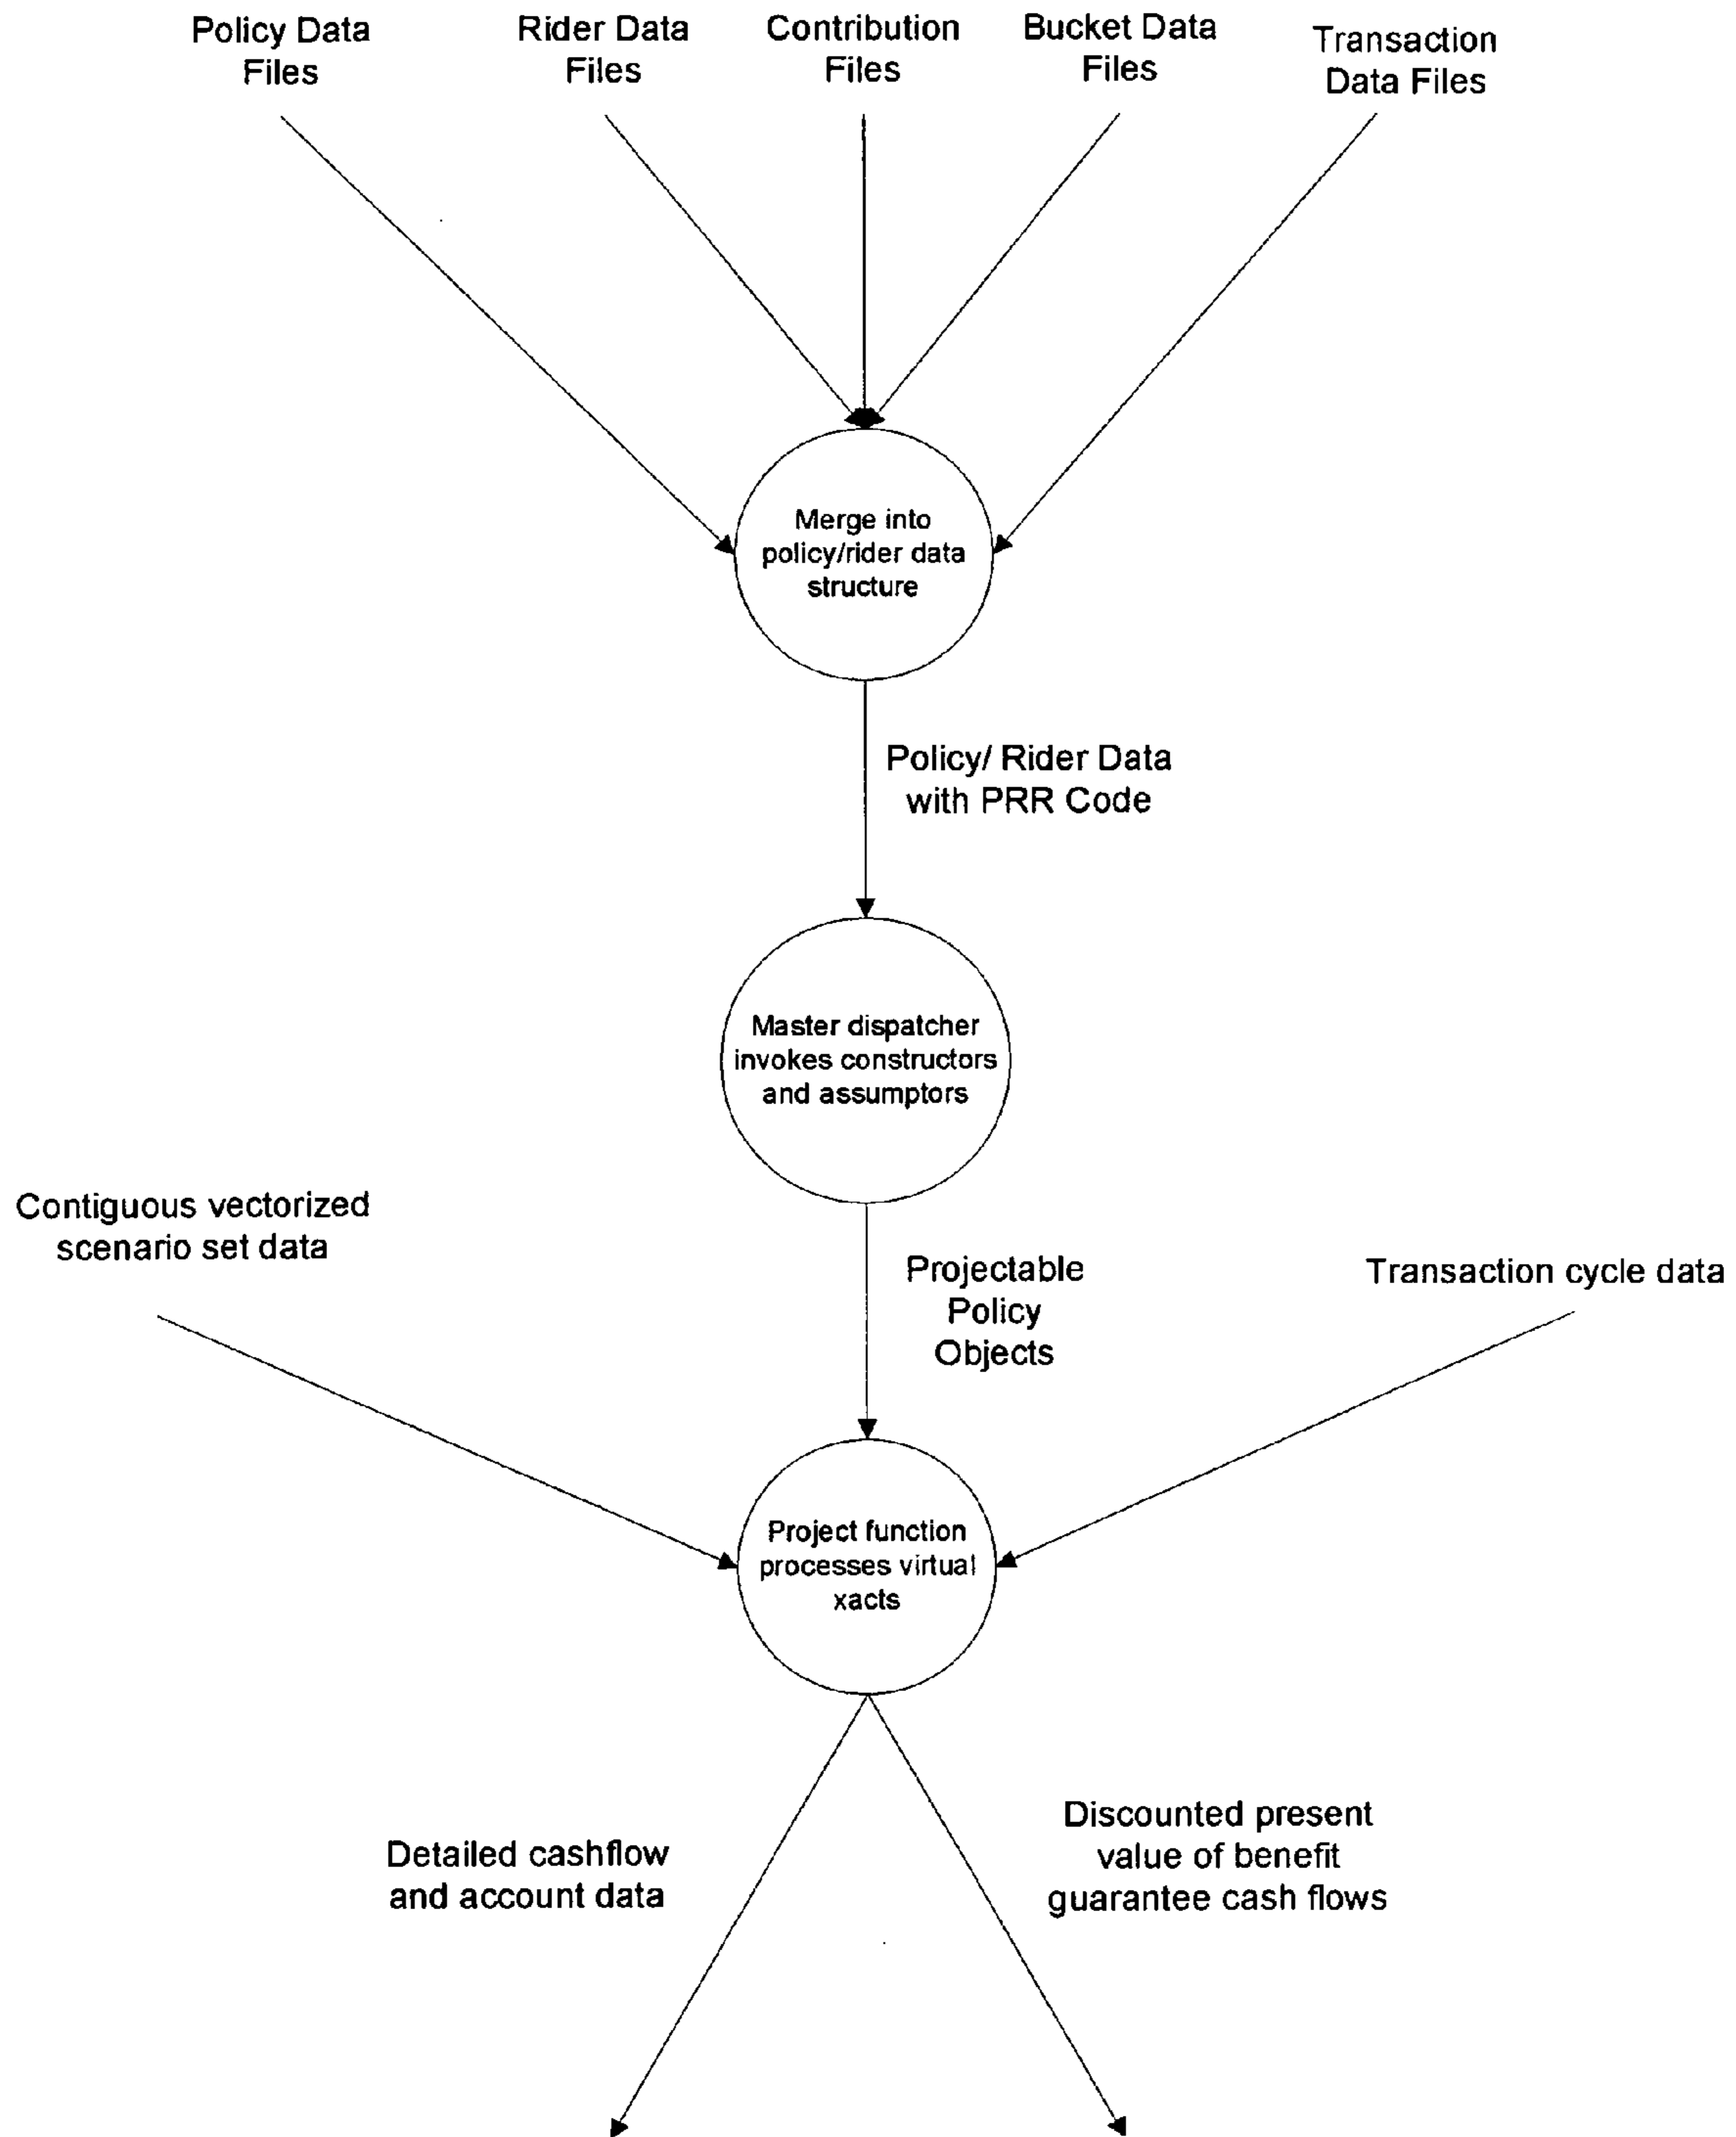 Policy Data
Files
Rider Data
Files
Contribution
Files
Bucket Data
Files
Transaction
Data Files
Merge into
policy/rider data
structure
Policy/ Rider Data
with PRR Code
Master dispatcher
invokes constructors
and assumptors
Contiguous vectorized
scenario set data
Projectable
Policy
Objects
Transaction cycle data
Project function
processes virtual
xacts
Detailed cashflow
and account data
Discounted present
value of benefit
guarantee cash flows